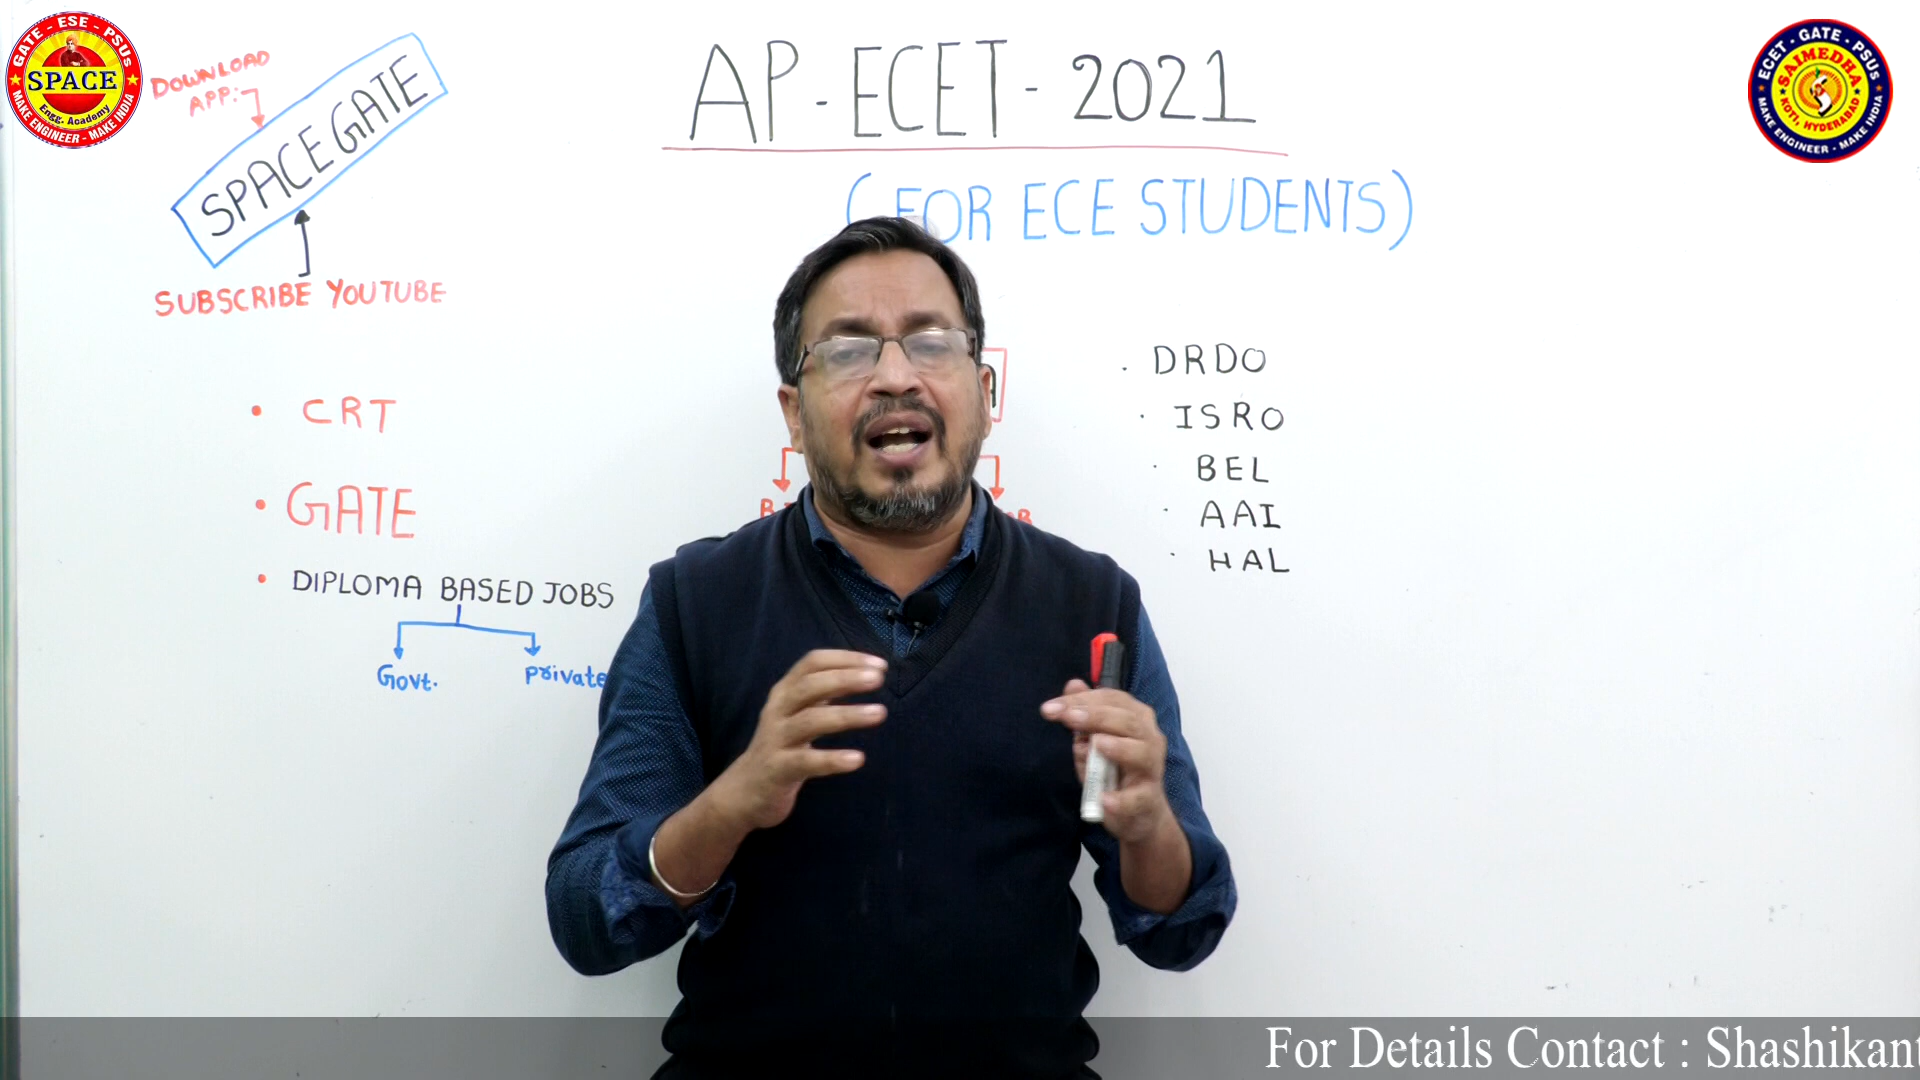 GATE - ESE - PSUs
SPACE
Engg. Academy
MAKE ENGINEER - MAKE INDIA
DOWNLOAD
APP:-
SPACE GATE
SUBSCRIBE YOUTUBE
AP - ECET - 2021
(FOR ECE STUDENTS)
ECET - GATE - PSUs
SAIMEDHA
KOTI, HYDERABAD
MAKE ENGINEER - MAKE INDIA
• CRT
• GATE
• DIPLOMA BASED JOBS
Govt. private
. DRDO
. ISRO
. BEL
. AAI
. HAL
For Details Contact : Shashikant